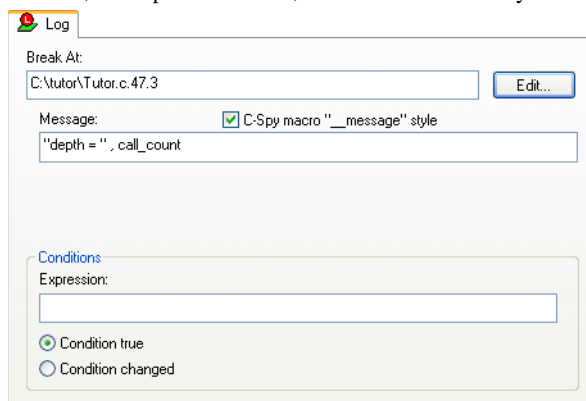 Log
Break At:
C:\tutor\Tutor.c.47.3
Edit...
Message:
C-Spy macro "__message" style
"depth = " , call_count
Conditions
Expression:
Condition true
Condition changed